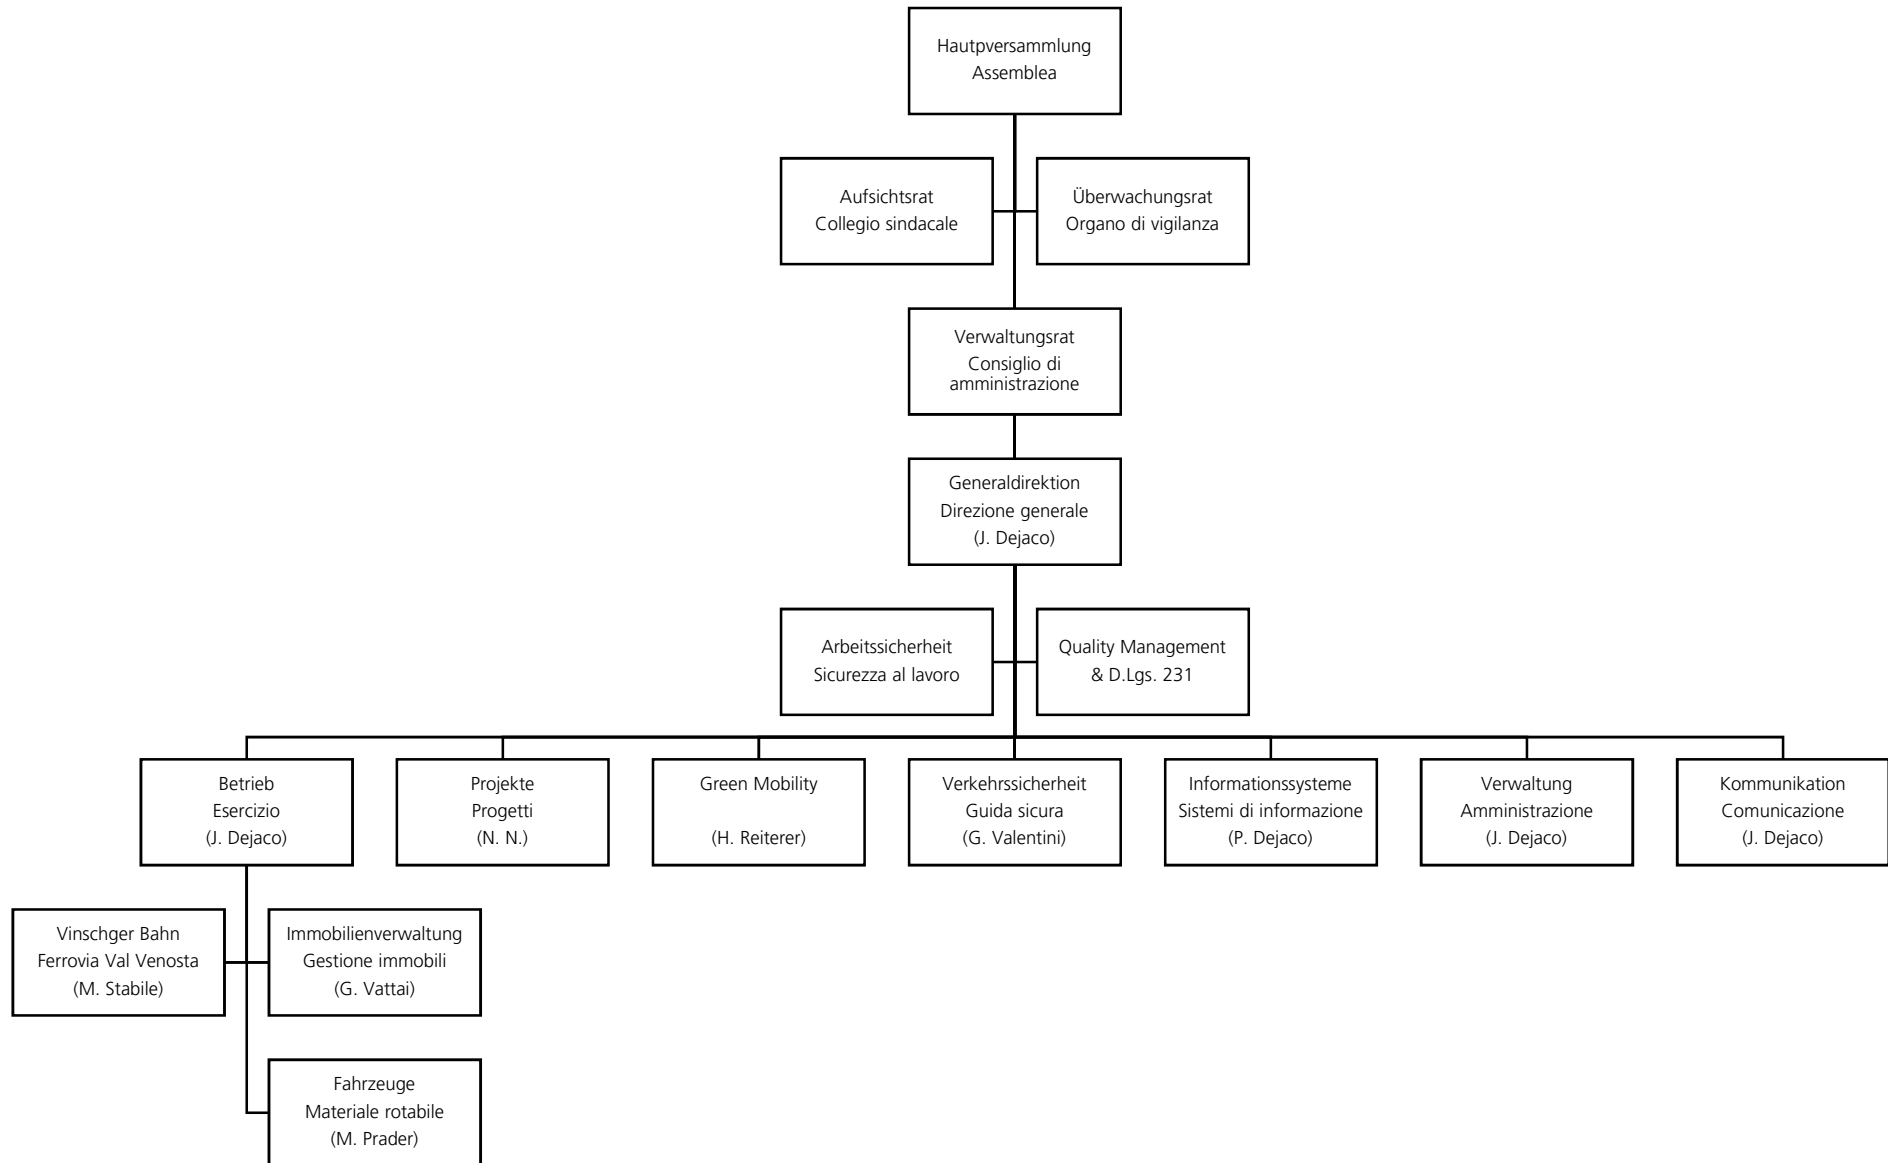 Hautpversammlung
Assemblea
Aufsichtsrat
Collegio sindacale
Überwachungsrat
Organo di vigilanza
Verwaltungsrat
Consiglio di
amministrazione
Generaldirektion
Direzione generale
(J. Dejaco)
Arbeitssicherheit
Sicurezza al lavoro
Quality Management
& D.Lgs. 231
Betrieb
Esercizio
(J. Dejaco)
Projekte
Progetti
(N. N.)
Green Mobility
(H. Reiterer)
Verkehrssicherheit
Guida sicura
(G. Valentini)
Informationssysteme
Sistemi di informazione
(P. Dejaco)
Verwaltung
Amministrazione
(J. Dejaco)
Kommunikation
Comunicazione
(J. Dejaco)
Vinschger Bahn
Ferrovia Val Venosta
(M. Stabile)
Immobilienverwaltung
Gestione immobili
(G. Vattai)
Fahrzeuge
Materiale rotabile
(M. Prader)